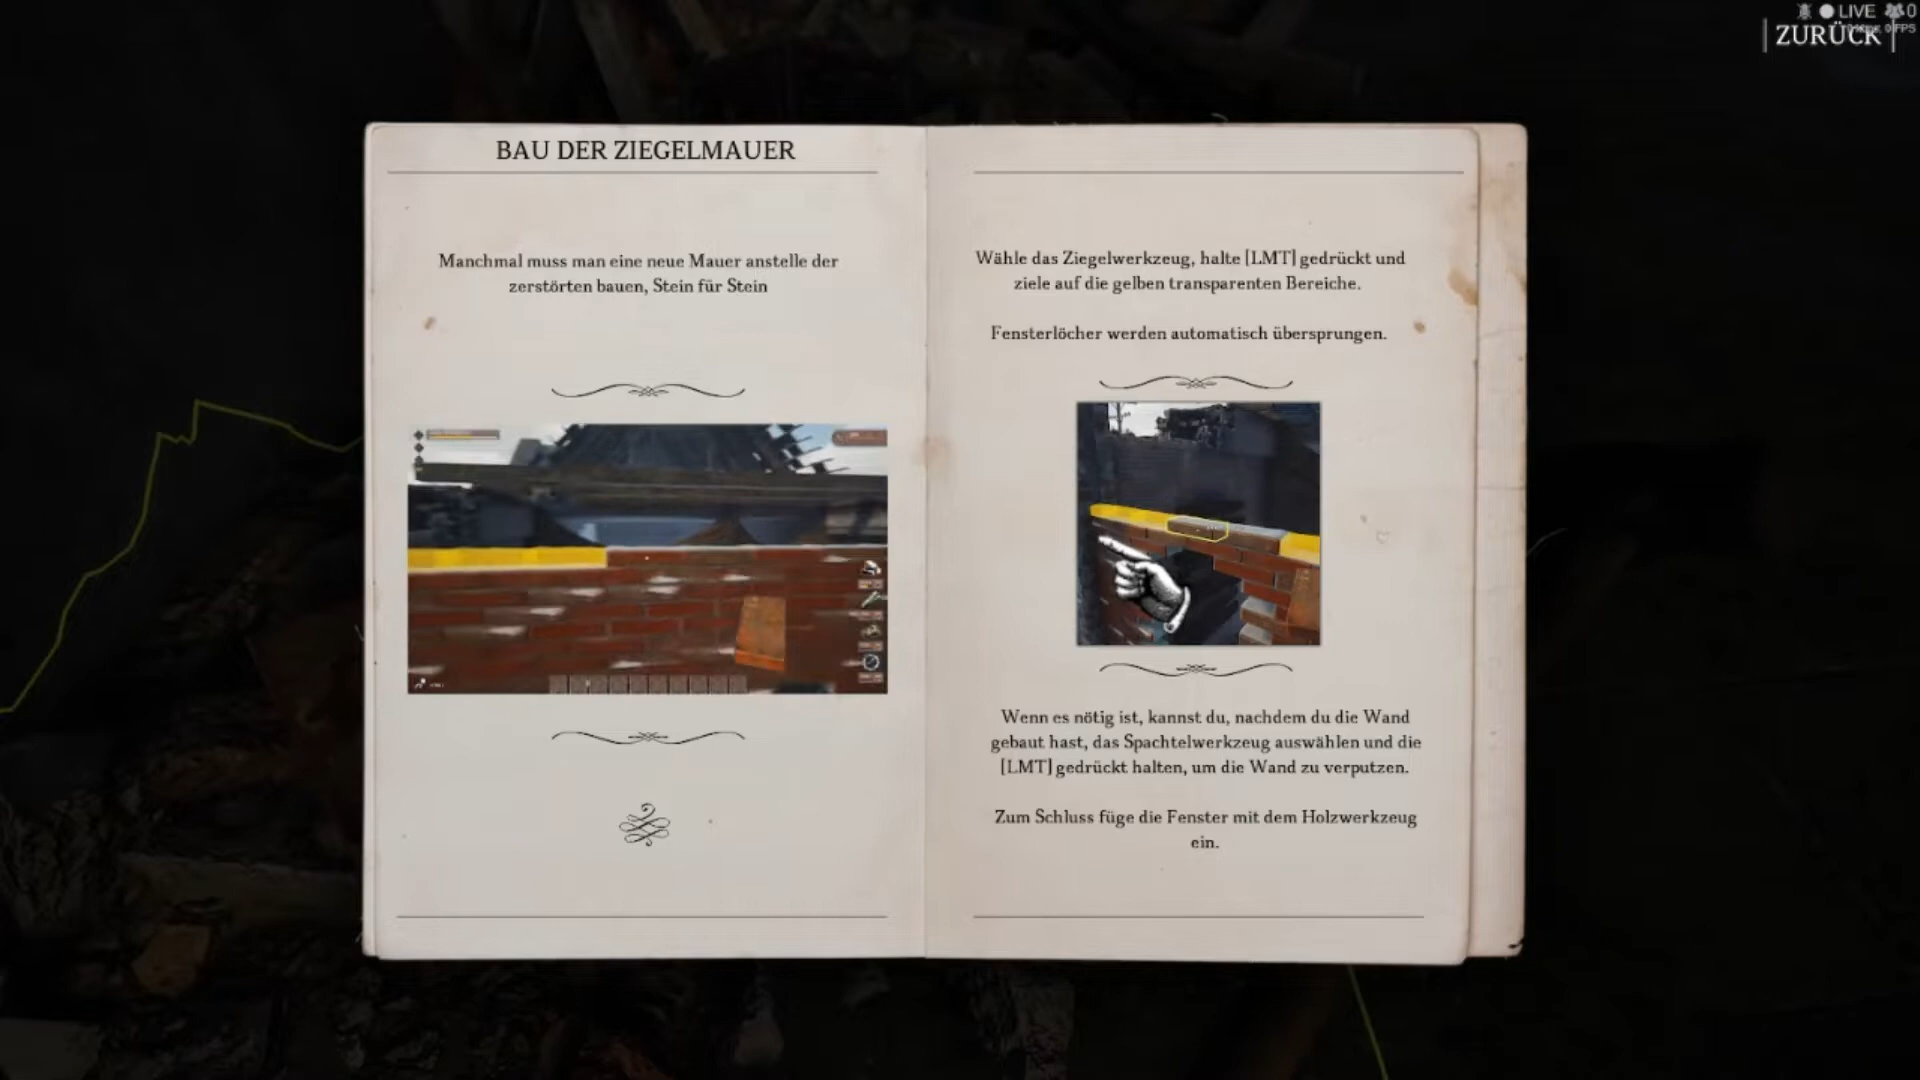 LIVE 0
ZURÜCK
BAU DER ZIEGELMAUER
Manchmal muss man eine neue Mauer anstelle der
zerstörten bauen, Stein für Stein
Wähle das Ziegelwerkzeug, halte [LMT] gedrückt und
ziele auf die gelben transparenten Bereiche.
Fensterlöcher werden automatisch übersprungen.
Wenn es nötig ist, kannst du, nachdem du die Wand
gebaut hast, das Spachtelwerkzeug auswählen und die
[LMT] gedrückt halten, um die Wand zu verputzen.
Zum Schluss füge die Fenster mit dem Holzwerkzeug
ein.